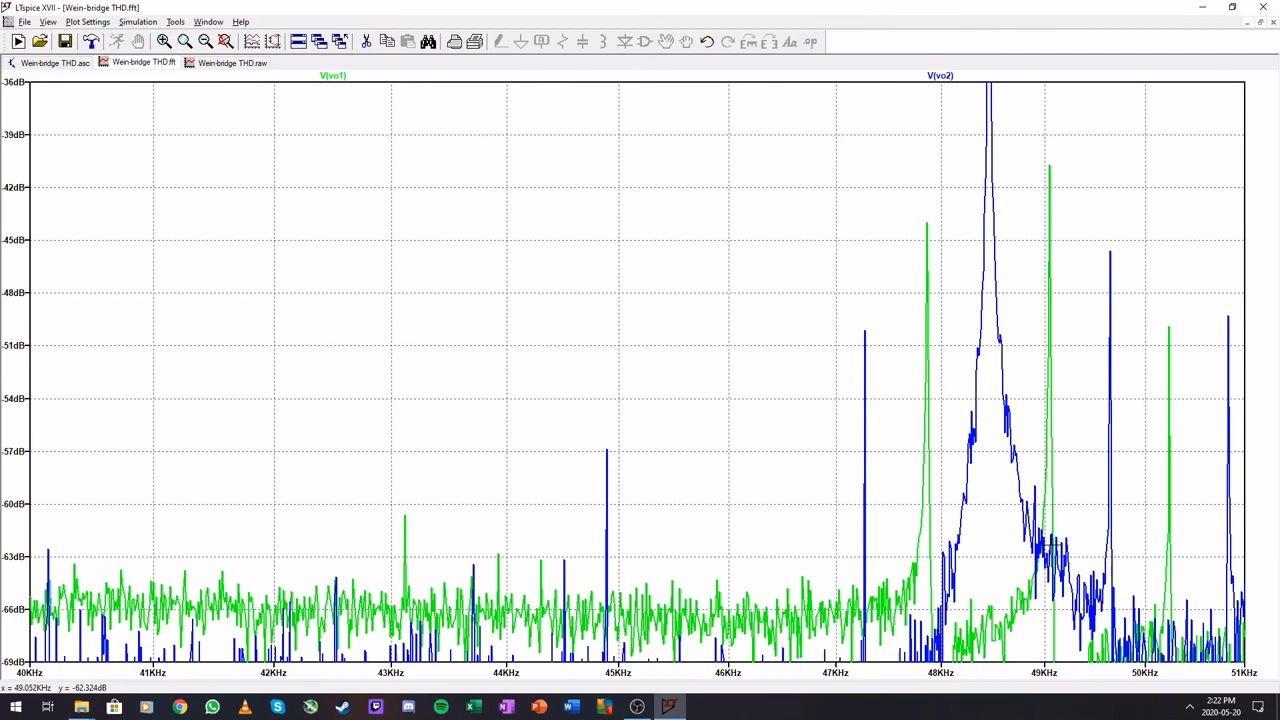 LTspice XVII - [Wein-bridge THD.fft]
File View Plot Settings Simulation Tools Window Help
Wein-bridge THD.asc Wein-bridge THD.fft Wein-bridge THD.raw
V(vo1) V(vo2)
-36dB
-39dB
-42dB
-45dB
-48dB
-51dB
-54dB
-57dB
-60dB
-63dB
-66dB
-69dB
40KHz 41KHz 42KHz 43KHz 44KHz 45KHz 46KHz 47KHz 48KHz 49KHz 50KHz 51KHz
x = 49.052KHz y = -62.324dB
2:22 PM
2020-05-20